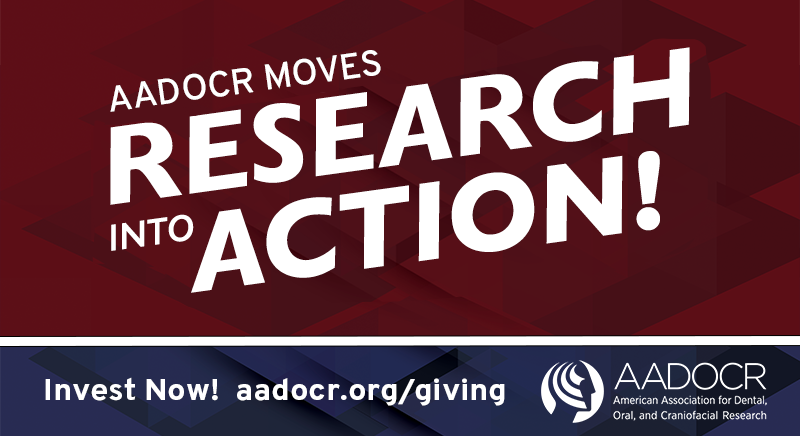 AADOCR MOVES
RESEARCH
INTO ACTION!
Invest Now! aadocr.org/giving
AADOCR
American Association for Dental,
Oral, and Craniofacial Research